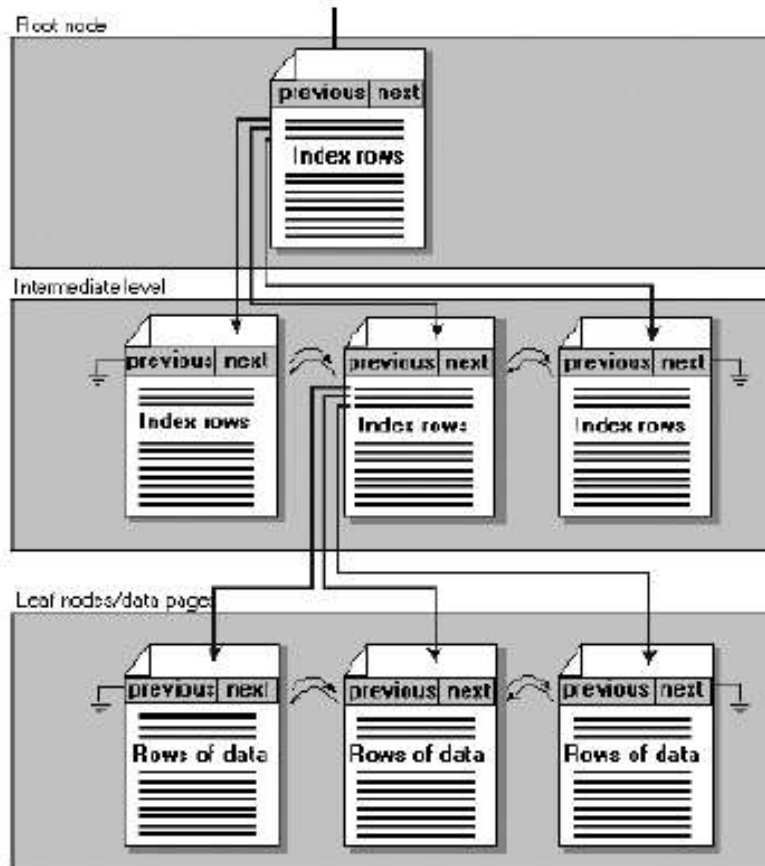 Root node
previous next
Index rows
Intermediate level
previous next
previous next
previous next
Index rows
Index rows
Index rows
Leaf nodes/data pages
previous next
previous next
previous next
Rows of data
Rows of data
Rows of data